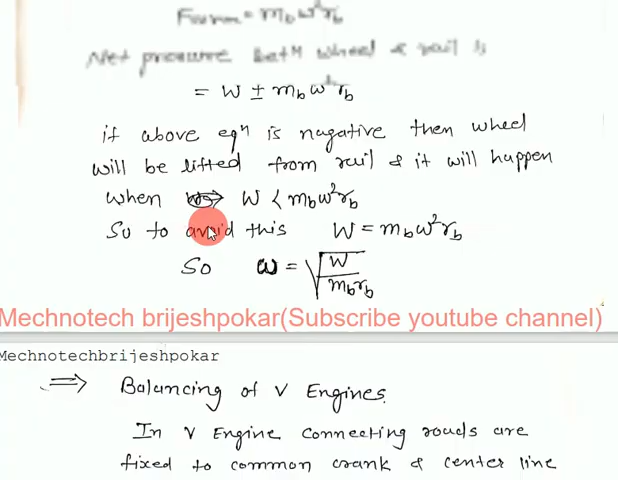 = m_b ω² r_b
Net pressure betⁿ wheel & rail is
= W ± m_b ω² r_b
if above eqⁿ is nagative then wheel
will be lifted from rail & it will happen
when W < m_b ω² r_b
So to avoid this W = m_b ω² r_b
So ω = √(W / m_b r_b)
Mechnotech brijeshpokar(Subscribe youtube channel)
Mechnotechbrijeshpokar
⇒ Balancing of V Engines.
In V Engine connecting roads are
fixed to common crank & center line